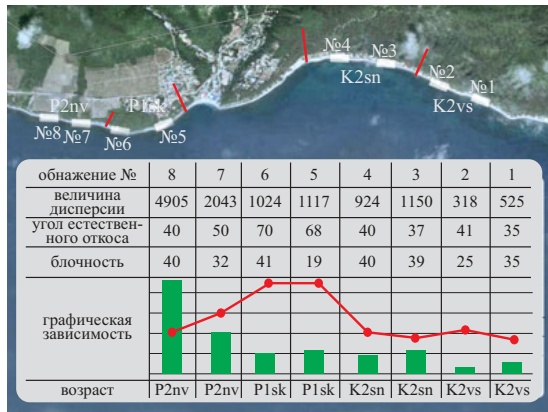 №4
№3
K2sn
№2
№1
K2vs
P2nv
P1sk
№8
№7
№6
№5
обнажение № 8 7 6 5 4 3 2 1
величина
дисперсии 4905 2043 1024 1117 924 1150 318 525
угол естествен-
ного откоса 40 50 70 68 40 37 41 35
блочность 40 32 41 19 40 39 25 35
графическая
зависимость
возраст P2nv P2nv P1sk P1sk K2sn K2sn K2vs K2vs